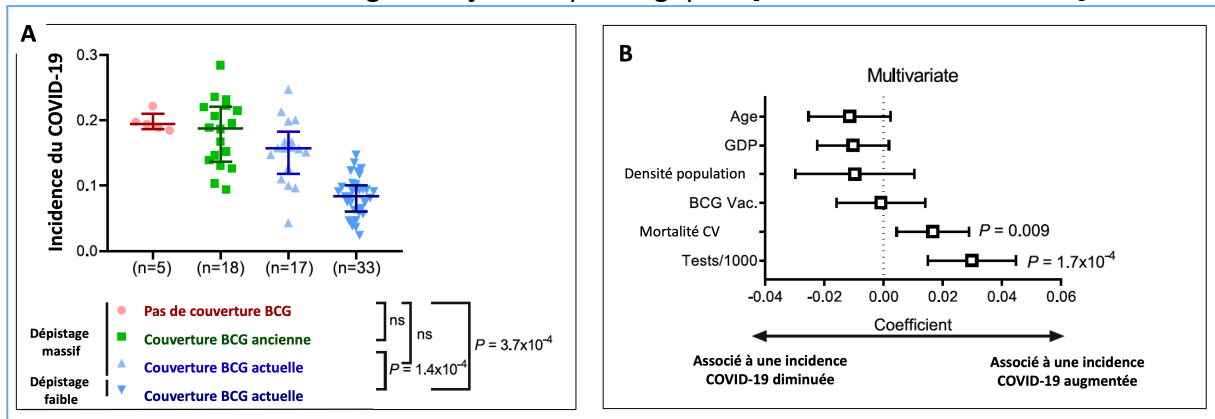 A
Incidence du COVID-19
0.3
0.2
0.1
0.0
(n=5) (n=18) (n=17) (n=33)
Dépistage massif
Pas de couverture BCG
Couverture BCG ancienne
Couverture BCG actuelle
Dépistage faible
Couverture BCG actuelle
ns
ns
P = 1.4x10⁻⁴
P = 3.7x10⁻⁴
B
Multivariate
Age
GDP
Densité population
BCG Vac.
Mortalité CV
P = 0.009
Tests/1000
P = 1.7x10⁻⁴
-0.04 -0.02 0.00 0.02 0.04 0.06
Coefficient
Associé à une incidence
COVID-19 diminuée
Associé à une incidence
COVID-19 augmentée